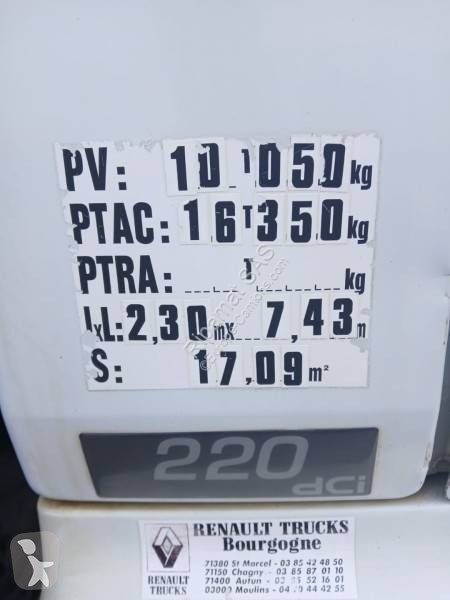 PV: 10 T 050 kg
PTAC: 16 T 350 kg
PTRA: T kg
LxL: 2,30 mx 7,43 m
S: 17,09 m²
Bicamat SAS
220
dCi
RENAULT
RENAULT TRUCKS
Bourgogne
71380 St Marcel - 03 85 42 48 50
71150 Chagny - 03 85 87 01 10
71400 Autun - 03 85 52 16 01
03000 Moulins - 04 70 44 42 55